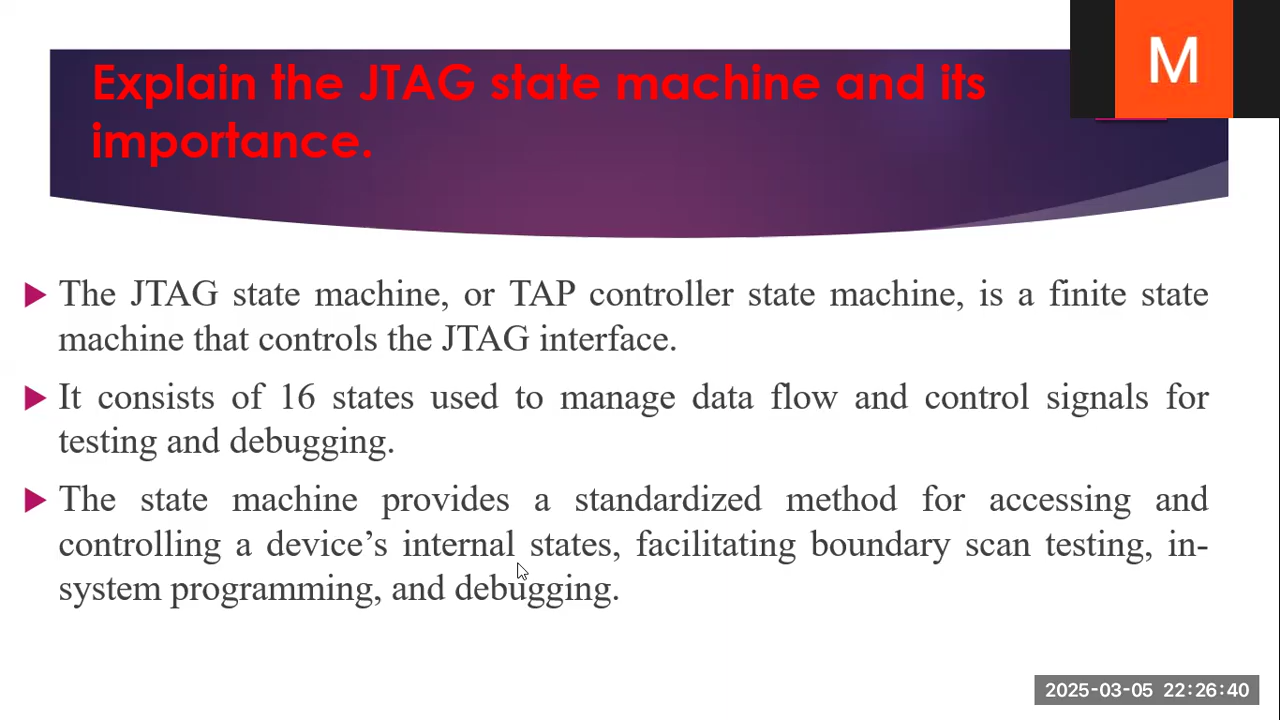 Explain the JTAG state machine and its
importance.
M
The JTAG state machine, or TAP controller state machine, is a finite state
machine that controls the JTAG interface.
It consists of 16 states used to manage data flow and control signals for
testing and debugging.
The state machine provides a standardized method for accessing and
controlling a device’s internal states, facilitating boundary scan testing, in-
system programming, and debugging.
2025-03-05 22:26:40